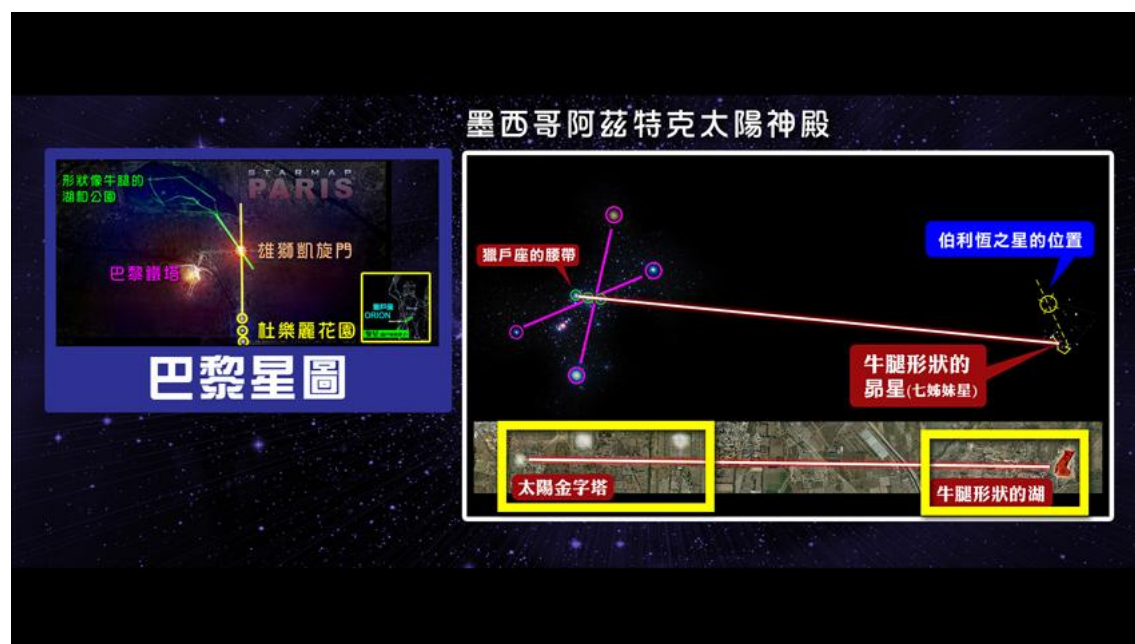 墨西哥阿茲特克太陽神殿
形狀像牛腿的
湖和公園
STARMAP
PARIS
雄獅凱旋門
巴黎鐵塔
獵戶座
ORION
杜樂麗花園
巴黎星圖
獵戶座的腰帶
伯利恆之星的位置
牛腿形狀的
昴星(七姊妹星)
太陽金字塔
牛腿形狀的湖